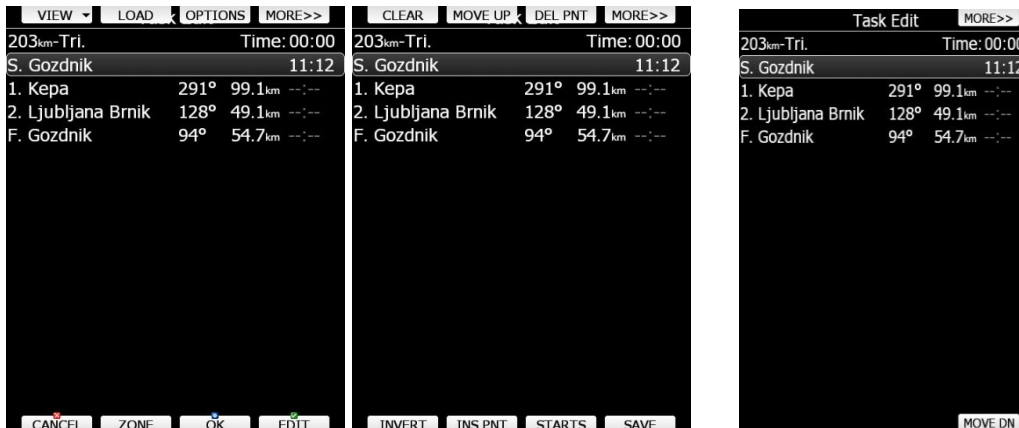 VIEW LOAD OPTIONS MORE>>
203km-Tri. Time: 00:00
S. Gozdnik 11:12
1. Kepa 291° 99.1km --:--
2. Ljubljana Brnik 128° 49.1km --:--
F. Gozdnik 94° 54.7km --:--
CANCEL ZONE OK EDIT
CLEAR MOVE UP DEL PNT MORE>>
203km-Tri. Time: 00:00
S. Gozdnik 11:12
1. Kepa 291° 99.1km --:--
2. Ljubljana Brnik 128° 49.1km --:--
F. Gozdnik 94° 54.7km --:--
INVERT INS PNT STARTS SAVE
Task Edit MORE>>
203km-Tri. Time: 00:00
S. Gozdnik 11:12
1. Kepa 291° 99.1km --:--
2. Ljubljana Brnik 128° 49.1km --:--
F. Gozdnik 94° 54.7km --:--
MOVE DN